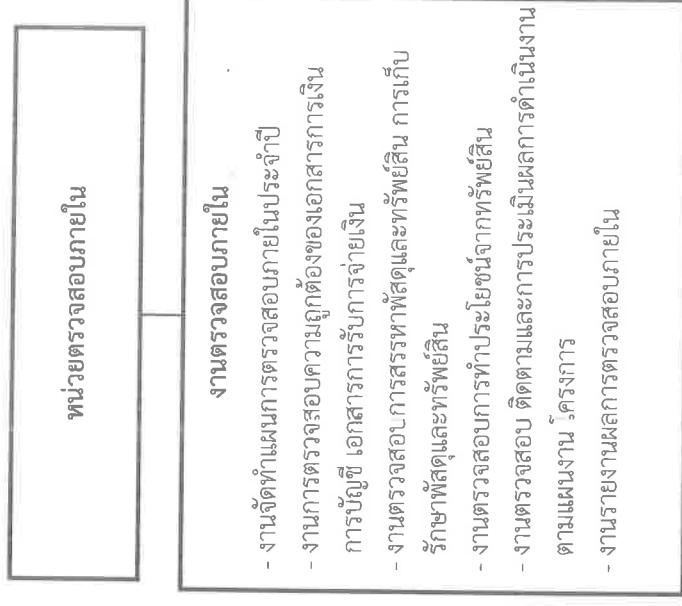 หน่วยตรวจสอบภายใน
งานตรวจสอบภายใน
- งานจัดทำแผนการตรวจสอบภายในประจำปี
- งานการตรวจสอบความถูกต้องของเอกสารการเงิน
การบัญชี เอกสารการรับการจ่ายเงิน
- งานตรวจสอบการสรรหาพัสดุและทรัพย์สิน การเก็บ
รักษาพัสดุและทรัพย์สิน
- งานตรวจสอบการทำประโยชน์จากทรัพย์สิน
- งานตรวจสอบ ติดตามและการประเมินผลการดำเนินงาน
ตามแผนงาน โครงการ
- งานรายงานผลการตรวจสอบภายใน